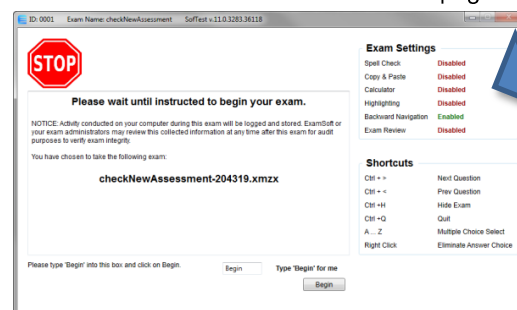 pag
ID: 0001 Exam Name: checkNewAssessment SofTest v.11.0.3283.36118
STOP
Please wait until instructed to begin your exam.
NOTICE: Activity conducted on your computer during this exam will be logged and stored. ExamSoft or
your exam administrators may review this collected information at any time after this exam for audit
purposes to verify exam integrity.
You have chosen to take the following exam:
checkNewAssessment-204319.xmzx
Please type 'Begin' into this box and click on Begin.
Begin
Type 'Begin' for me
Begin
Exam Settings
Spell Check Disabled
Copy & Paste Disabled
Calculator Disabled
Highlighting Disabled
Backward Navigation Enabled
Exam Review Disabled
Shortcuts
Ctrl + > Next Question
Ctrl + < Prev Question
Ctrl +H Hide Exam
Ctrl +Q Quit
A ... Z Multiple Choice Select
Right Click Eliminate Answer Choice